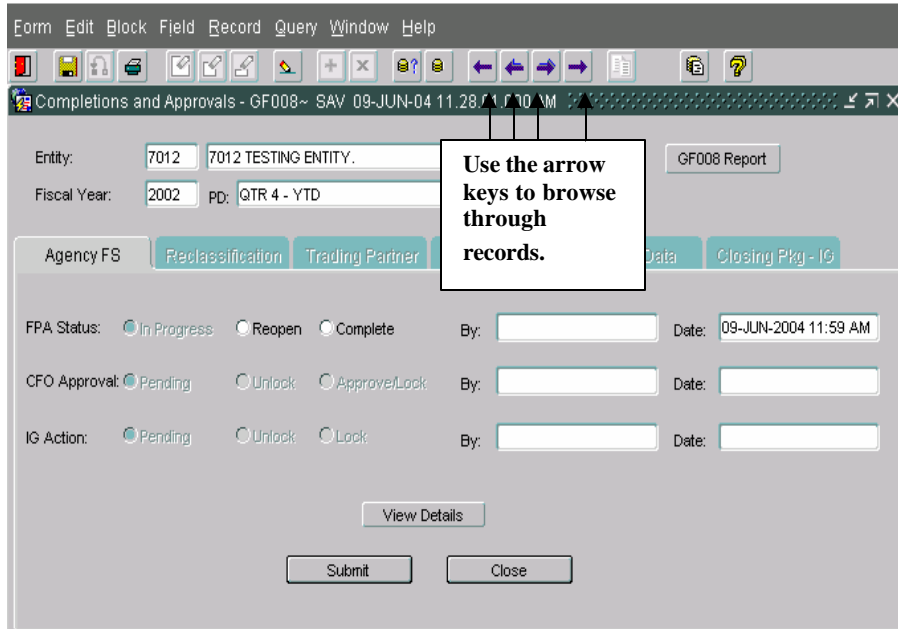 Form Edit Block Field Record Query Window Help
Completions and Approvals - GF008~ SAV 09-JUN-04 11.28. .000 AM
Entity: 7012 7012 TESTING ENTITY. GF008 Report
Fiscal Year: 2002 PD: QTR 4 - YTD
Use the arrow
keys to browse
through
records.
Agency FS Reclassification Trading Partner Data Closing Pkg - IG
FPA Status: In Progress Reopen Complete By: Date: 09-JUN-2004 11:59 AM
CFO Approval: Pending Unlock Approve/Lock By: Date:
IG Action: Pending Unlock Lock By: Date:
View Details
Submit Close